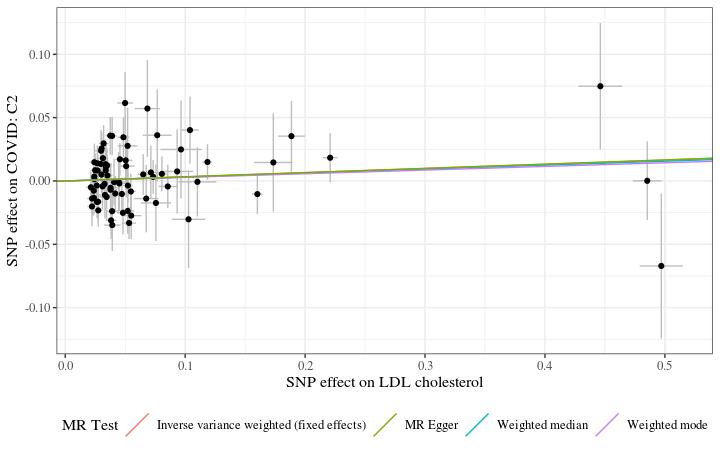 SNP effect on COVID: C2
0.10
0.05
0.00
-0.05
-0.10
0.0 0.1 0.2 0.3 0.4 0.5
SNP effect on LDL cholesterol
MR Test Inverse variance weighted (fixed effects) MR Egger Weighted median Weighted mode